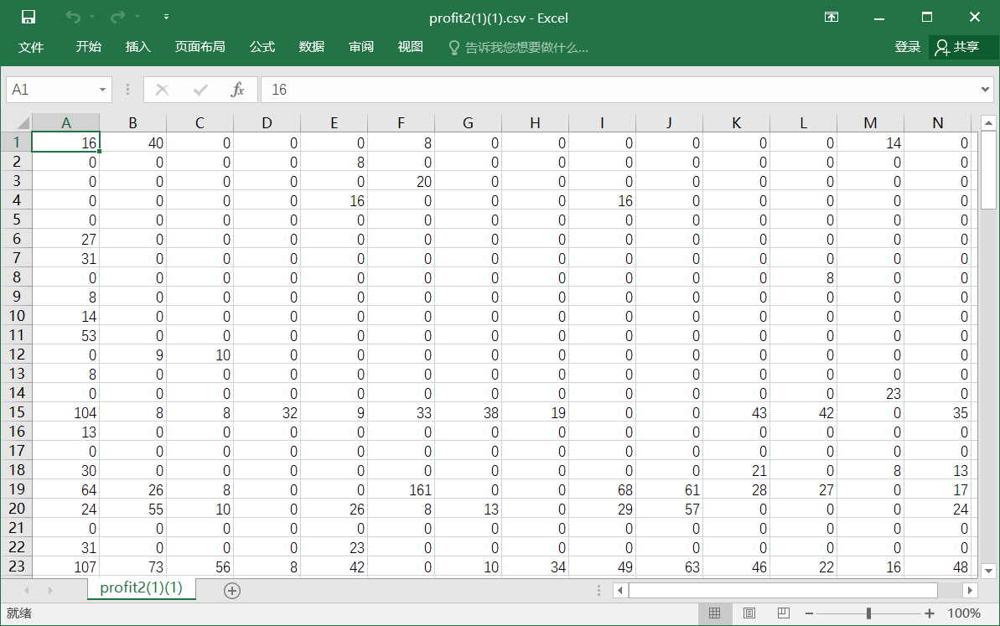 profit2(1)(1).csv - Excel
文件 开始 插入 页面布局 公式 数据 审阅 视图 告诉我您想要做什么... 登录 共享
A1 fx 16
A B C D E F G H I J K L M N
1 16 40 0 0 0 8 0 0 0 0 0 0 14 0
2 0 0 0 0 8 0 0 0 0 0 0 0 0 0
3 0 0 0 0 0 20 0 0 0 0 0 0 0 0
4 0 0 0 0 16 0 0 0 16 0 0 0 0 0
5 0 0 0 0 0 0 0 0 0 0 0 0 0 0
6 27 0 0 0 0 0 0 0 0 0 0 0 0 0
7 31 0 0 0 0 0 0 0 0 0 0 0 0 0
8 0 0 0 0 0 0 0 0 0 0 0 8 0 0
9 8 0 0 0 0 0 0 0 0 0 0 0 0 0
10 14 0 0 0 0 0 0 0 0 0 0 0 0 0
11 53 0 0 0 0 0 0 0 0 0 0 0 0 0
12 0 9 10 0 0 0 0 0 0 0 0 0 0 0
13 8 0 0 0 0 0 0 0 0 0 0 0 0 0
14 0 0 0 0 0 0 0 0 0 0 0 0 23 0
15 104 8 8 32 9 33 38 19 0 0 43 42 0 35
16 13 0 0 0 0 0 0 0 0 0 0 0 0 0
17 0 0 0 0 0 0 0 0 0 0 0 0 0 0
18 30 0 0 0 0 0 0 0 0 0 21 0 8 13
19 64 26 8 0 0 161 0 0 68 61 28 27 0 17
20 24 55 10 0 26 8 13 0 29 57 0 0 0 24
21 0 0 0 0 0 0 0 0 0 0 0 0 0 0
22 31 0 0 0 23 0 0 0 0 0 0 0 0 0
23 107 73 56 8 42 0 10 34 49 63 46 22 16 48
profit2(1)(1)
就绪 100%